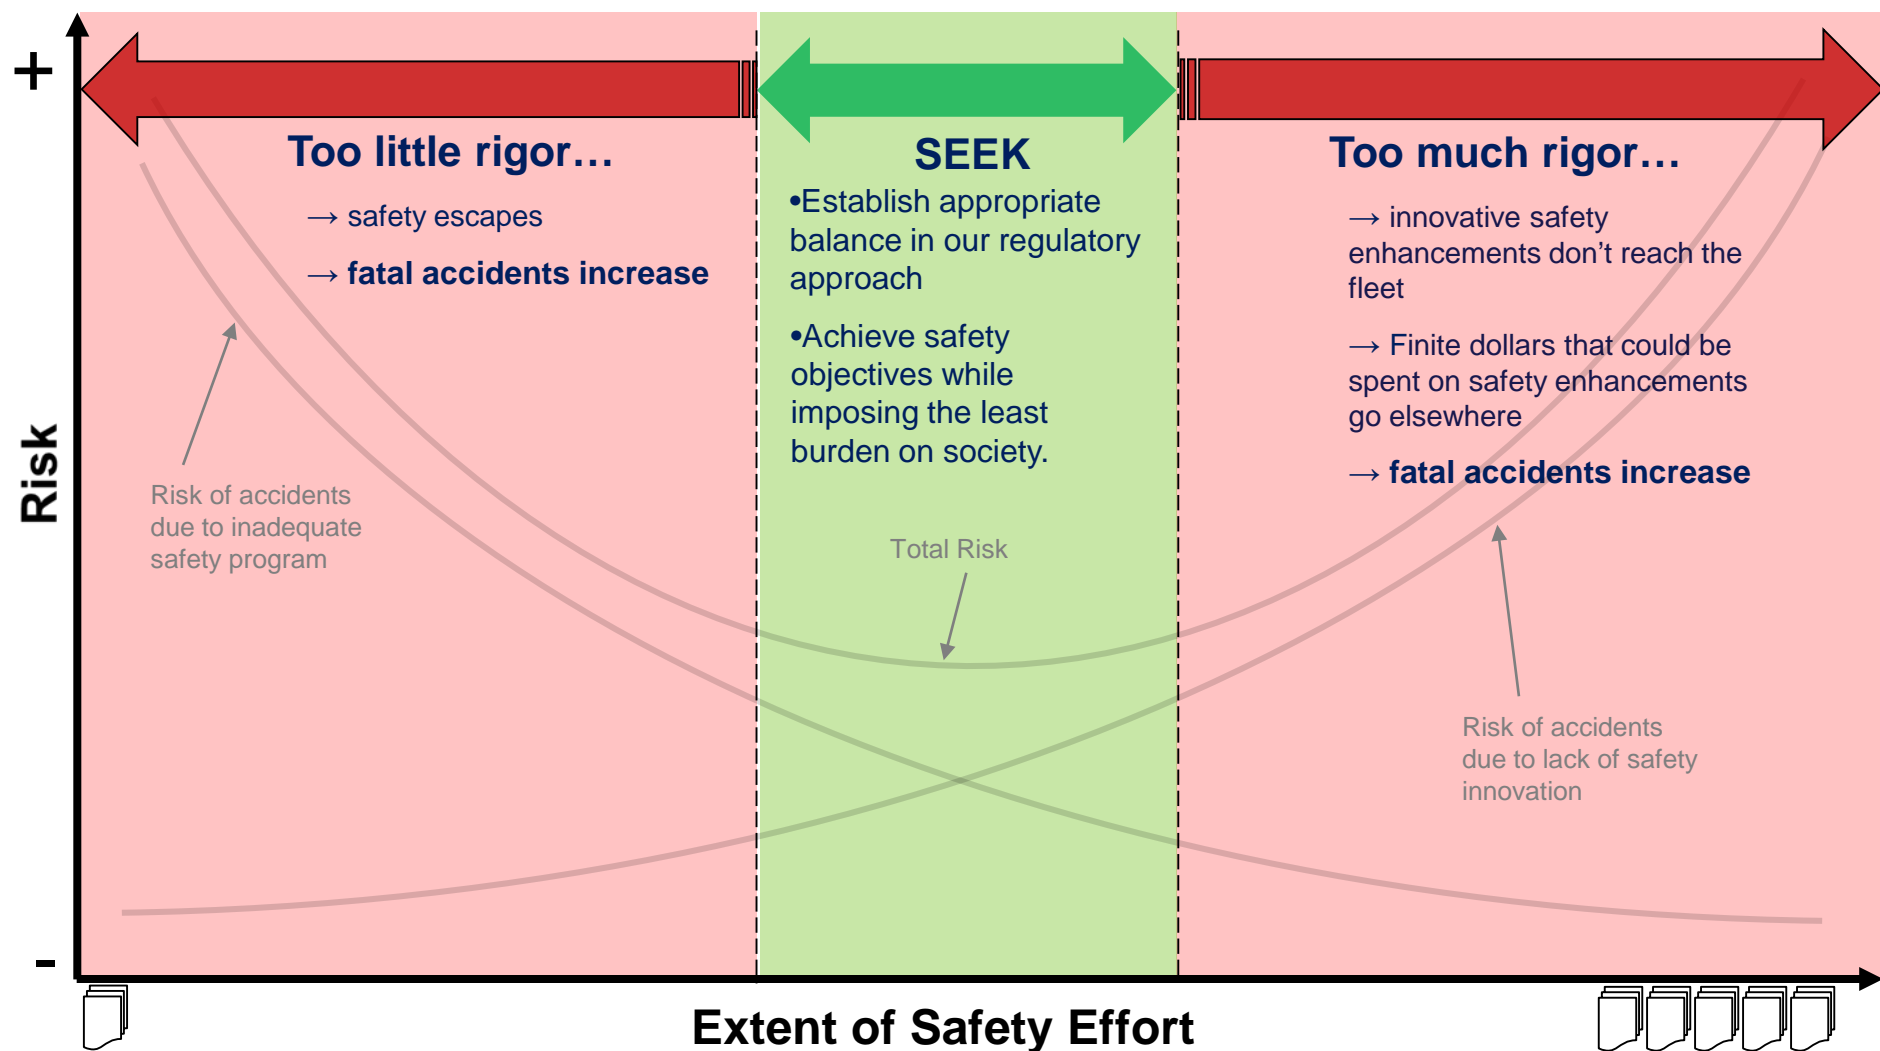 +
Too little rigor…
→ safety escapes
→ fatal accidents increase
SEEK
•Establish appropriate
balance in our regulatory
approach
•Achieve safety
objectives while
imposing the least
burden on society.
Too much rigor…
→ innovative safety
enhancements don’t reach the
fleet
→ Finite dollars that could be
spent on safety enhancements
go elsewhere
→ fatal accidents increase
Risk
Risk of accidents
due to inadequate
safety program
Total Risk
Risk of accidents
due to lack of safety
innovation
-
Extent of Safety Effort